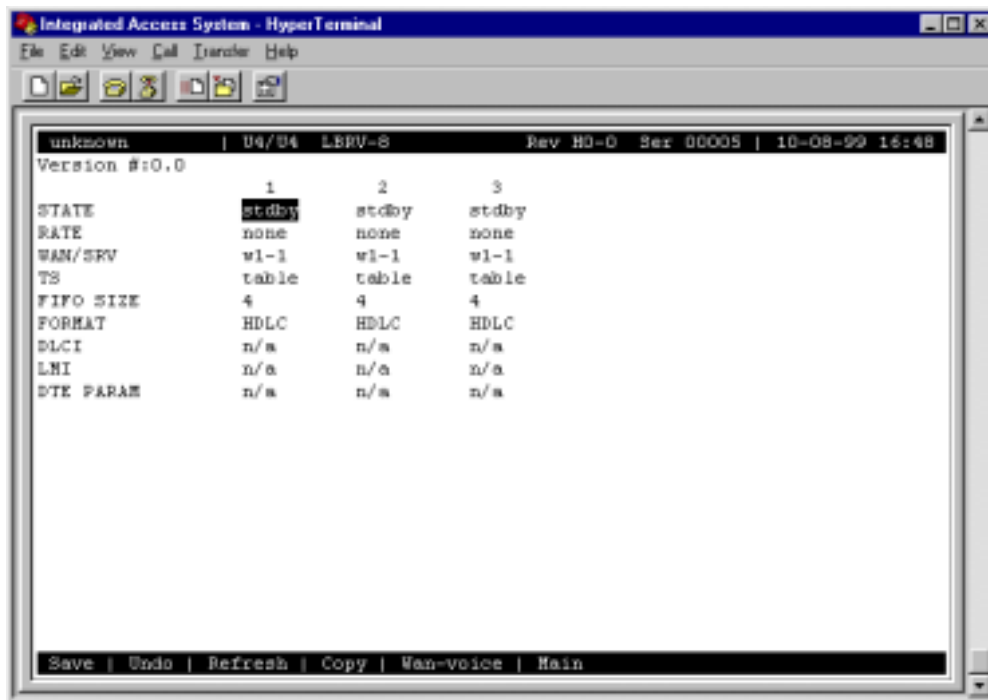 Integrated Access System - HyperTerminal
File Edit View Call Transfer Help
unknown | U4/U4 LBRV-8 Rev H0-0 Ser 00005 | 10-08-99 16:48
Version #:0.0
1 2 3
STATE stdby stdby stdby
RATE none none none
WAN/SRV w1-1 w1-1 w1-1
TS table table table
FIFO SIZE 4 4 4
FORMAT HDLC HDLC HDLC
DLCI n/a n/a n/a
LMI n/a n/a n/a
DTE PARAM n/a n/a n/a
Save | Undo | Refresh | Copy | Wan-voice | Main